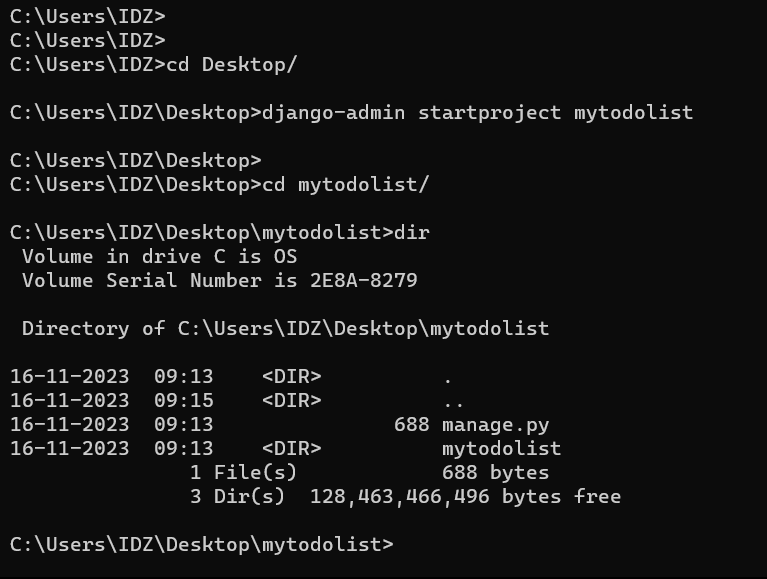 C:\Users\IDZ>
C:\Users\IDZ>
C:\Users\IDZ>cd Desktop/
C:\Users\IDZ\Desktop>django-admin startproject mytodolist
C:\Users\IDZ\Desktop>
C:\Users\IDZ\Desktop>cd mytodolist/
C:\Users\IDZ\Desktop\mytodolist>dir
Volume in drive C is OS
Volume Serial Number is 2E8A-8279
Directory of C:\Users\IDZ\Desktop\mytodolist
16-11-2023  09:13    <DIR>          .
16-11-2023  09:15    <DIR>          ..
16-11-2023  09:13               688 manage.py
16-11-2023  09:13    <DIR>          mytodolist
1 File(s)            688 bytes
3 Dir(s)  128,463,466,496 bytes free
C:\Users\IDZ\Desktop\mytodolist>